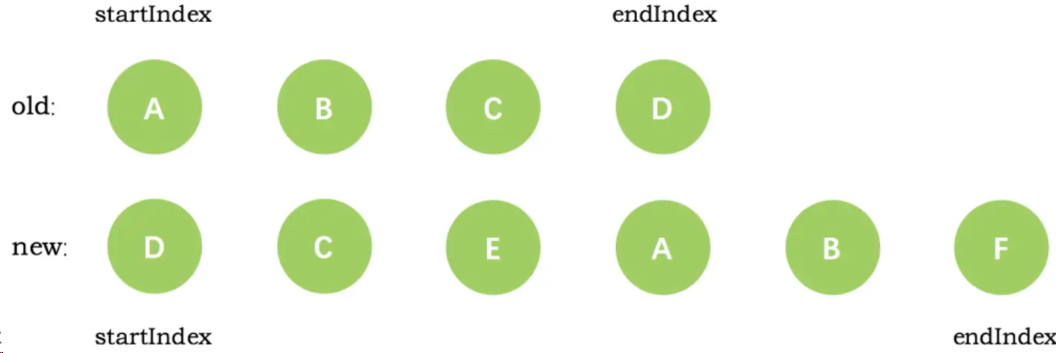 startIndex endIndex
old: A B C D
new: D C E A B F
startIndex endIndex